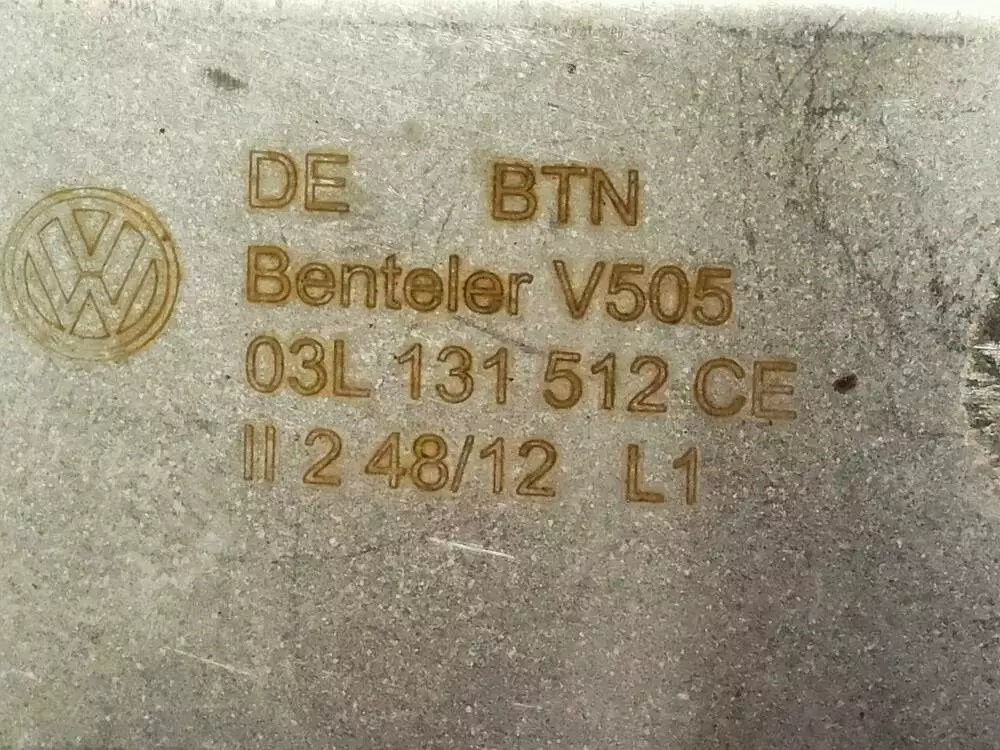 DE BTN
Benteler V505
03L 131 512 CE
II 2 48/12 L1